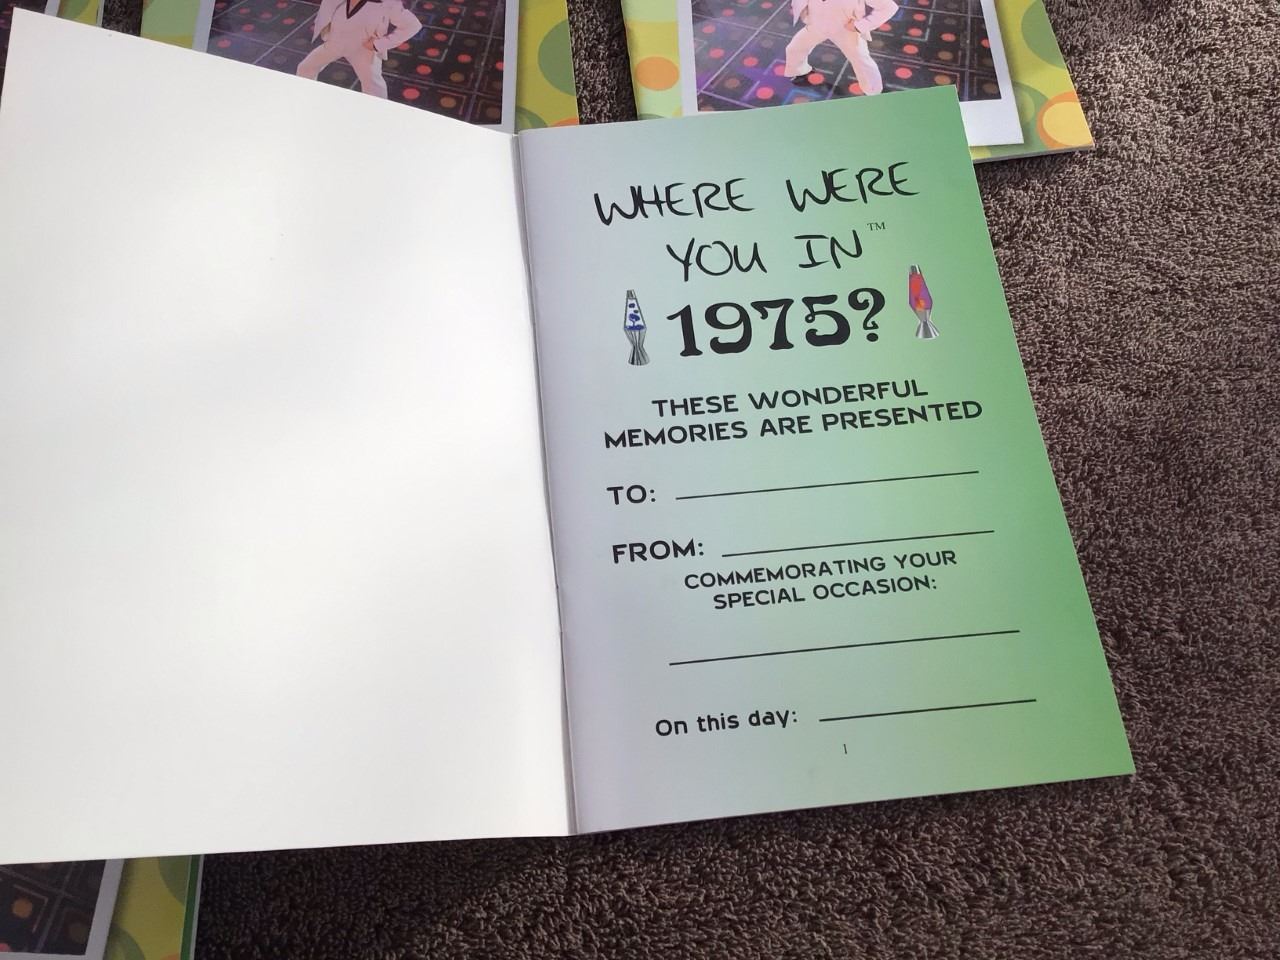 WHERE WERE
YOU IN™
1975?
THESE WONDERFUL
MEMORIES ARE PRESENTED
TO:
FROM:
COMMEMORATING YOUR
SPECIAL OCCASION:
On this day:
1